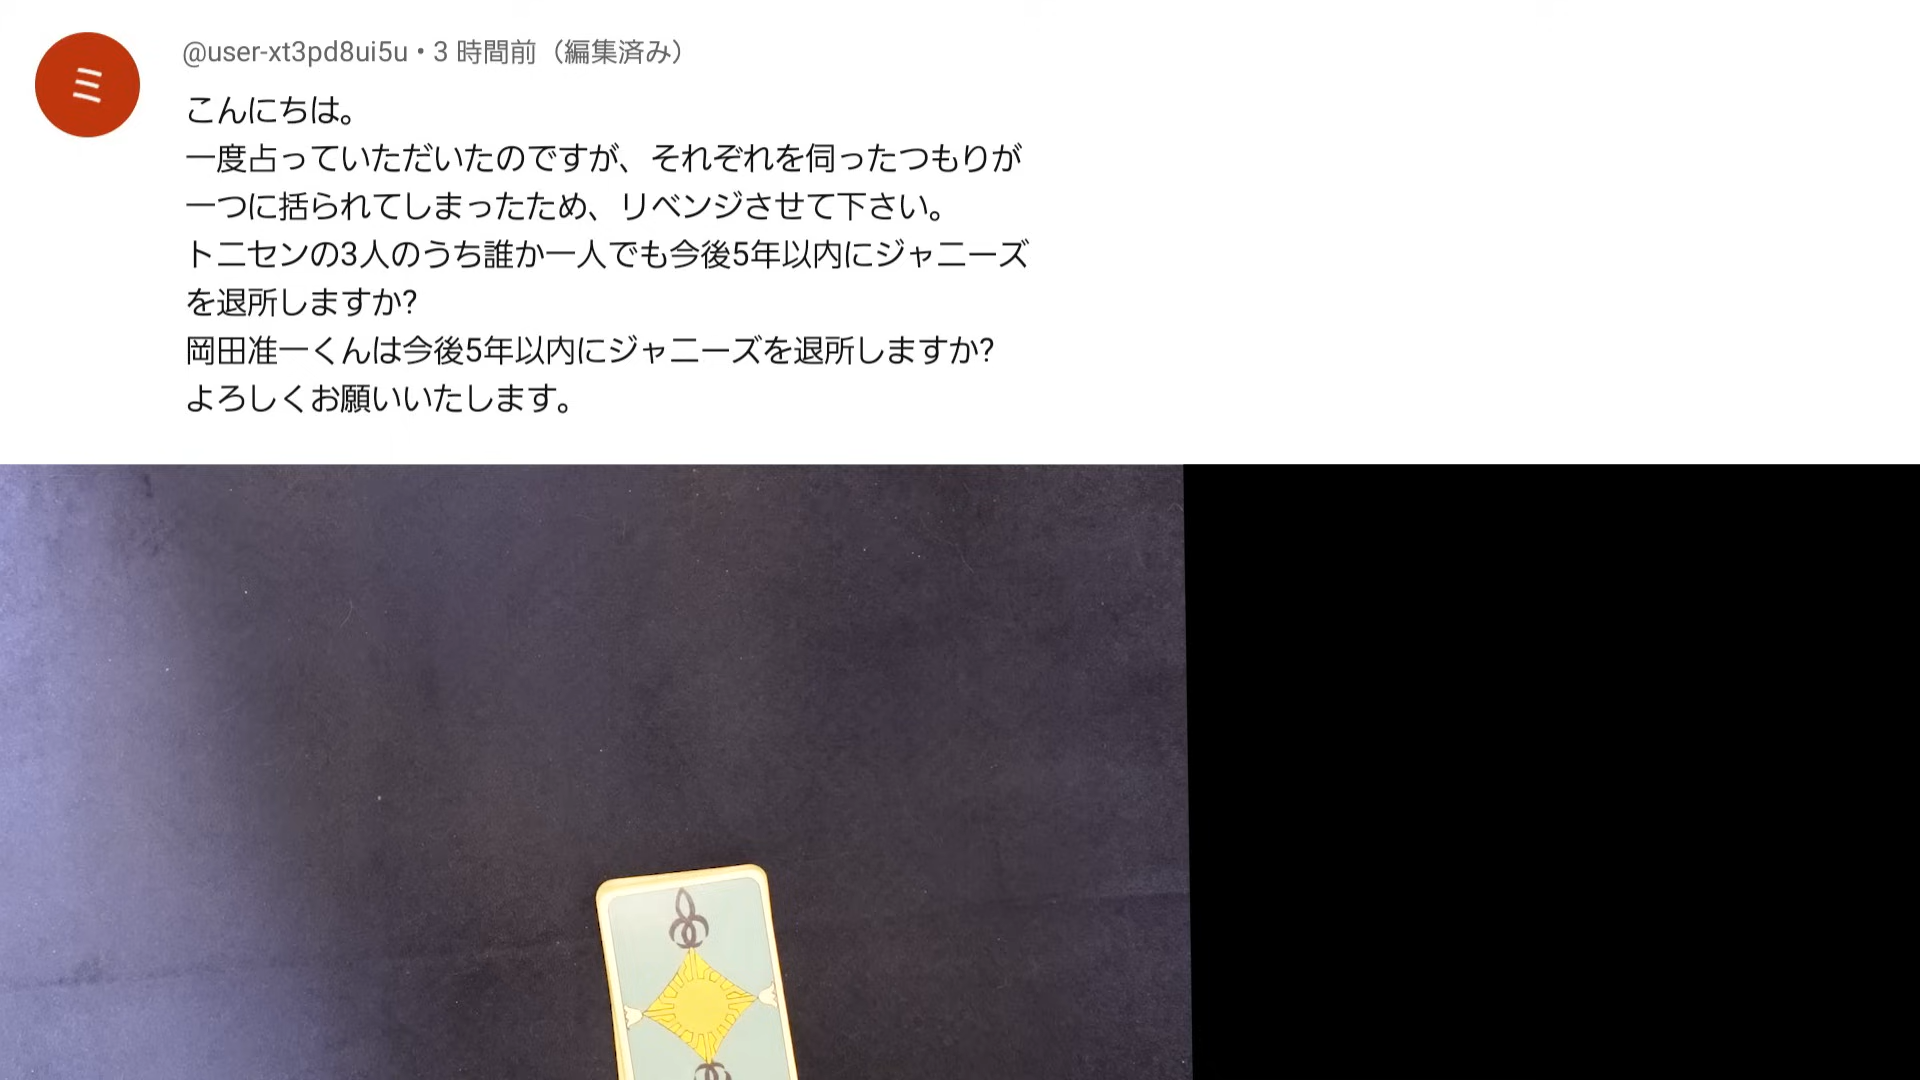 ミ
@user-xt3pd8ui5u • 3 時間前（編集済み）
こんにちは。
一度占っていただいたのですが、それぞれを伺ったつもりが
一つに括られてしまったため、リベンジさせて下さい。
トニセンの3人のうち誰か一人でも今後5年以内にジャニーズ
を退所しますか?
岡田准一くんは今後5年以内にジャニーズを退所しますか?
よろしくお願いいたします。